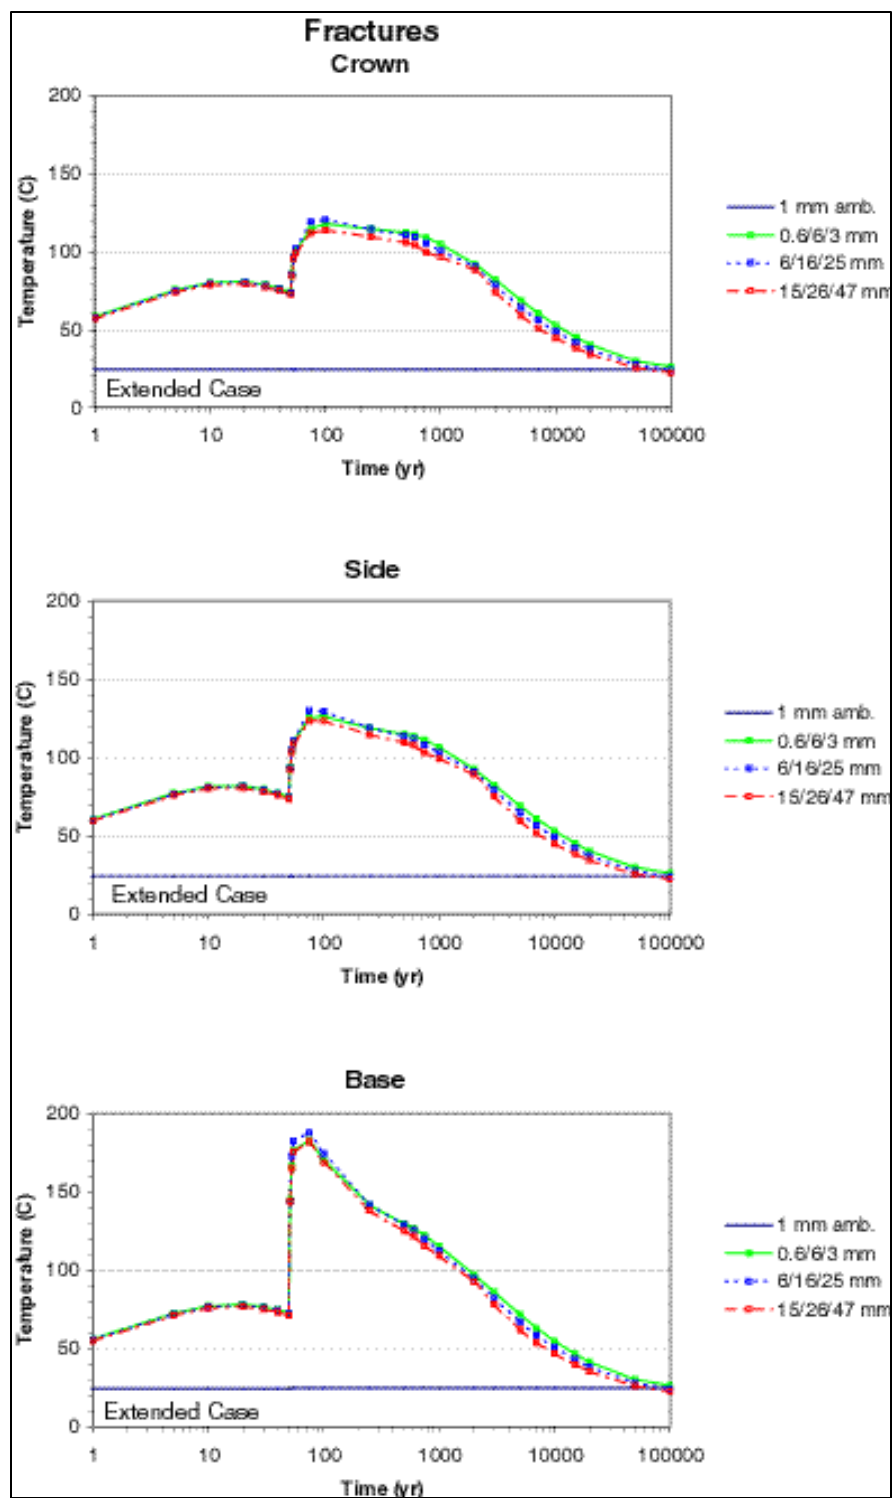 Fractures
Crown
200
150
100
50
0
Temperature (C)
Extended Case
1 10 100 1000 10000 100000
Time (yr)
1 mm amb.
0.6/6/3 mm
6/16/25 mm
15/26/47 mm
Side
200
150
100
50
0
Temperature (C)
Extended Case
1 10 100 1000 10000 100000
Time (yr)
1 mm amb.
0.6/6/3 mm
6/16/25 mm
15/26/47 mm
Base
200
150
100
50
0
Temperature (C)
Extended Case
1 10 100 1000 10000 100000
Time (yr)
1 mm amb.
0.6/6/3 mm
6/16/25 mm
15/26/47 mm